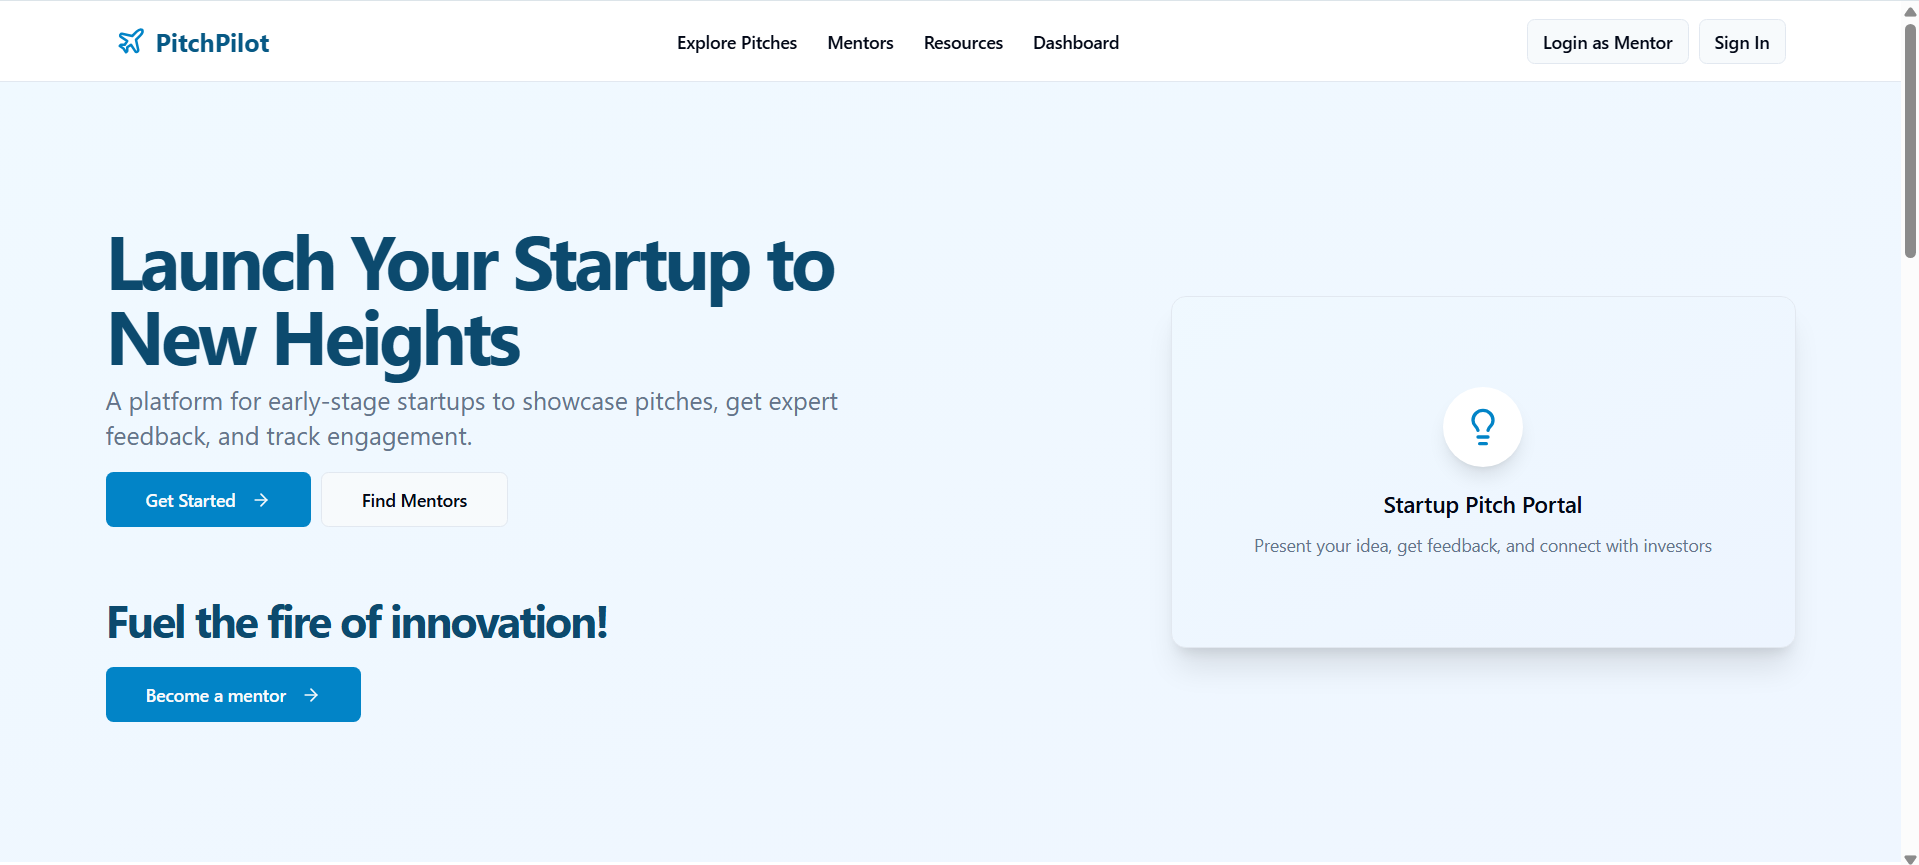 PitchPilot
Explore Pitches
Mentors
Resources
Dashboard
Login as Mentor
Sign In
Launch Your Startup to
New Heights
A platform for early-stage startups to showcase pitches, get expert
feedback, and track engagement.
Get Started
Find Mentors
Fuel the fire of innovation!
Become a mentor
Startup Pitch Portal
Present your idea, get feedback, and connect with investors